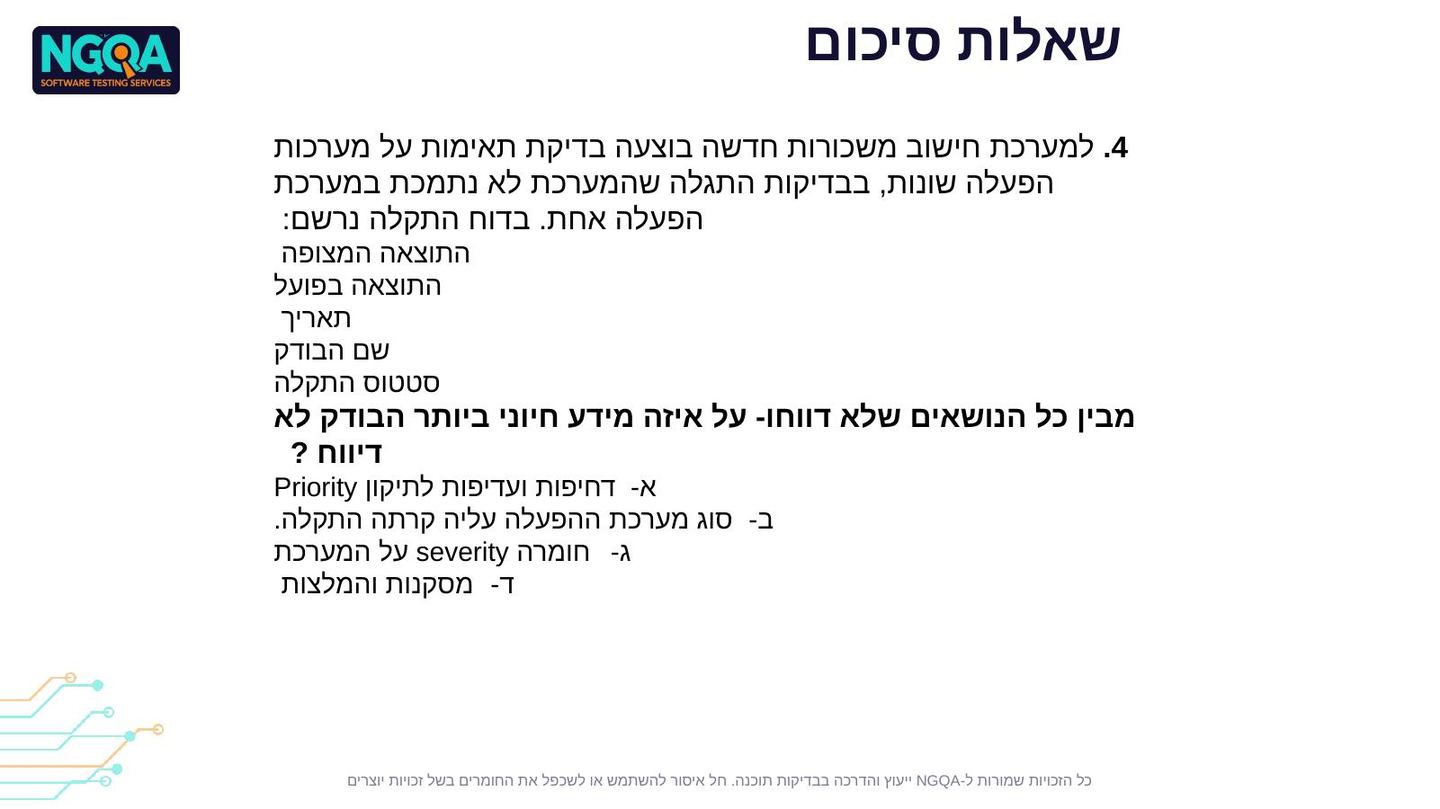 NGQA
SOFTWARE TESTING SERVICES
שאלות סיכום
4. למערכת חישוב משכורות חדשה בוצעה בדיקת תאימות על מערכות
הפעלה שונות, בבדיקות התגלה שהמערכת לא נתמכת במערכת
הפעלה אחת. בדוח התקלה נרשם:
התוצאה המצופה
התוצאה בפועל
תאריך
שם הבודק
סטטוס התקלה
מבין כל הנושאים שלא דווחו- על איזה מידע חיוני ביותר הבודק לא
דיווח ?
א- דחיפות ועדיפות לתיקון Priority
ב- סוג מערכת ההפעלה עליה קרתה התקלה.
ג- חומרה severity על המערכת
ד- מסקנות והמלצות
כל הזכויות שמורות ל-NGQA ייעוץ והדרכה בבדיקות תוכנה. חל איסור להשתמש או לשכפל את החומרים בשל זכויות יוצרים